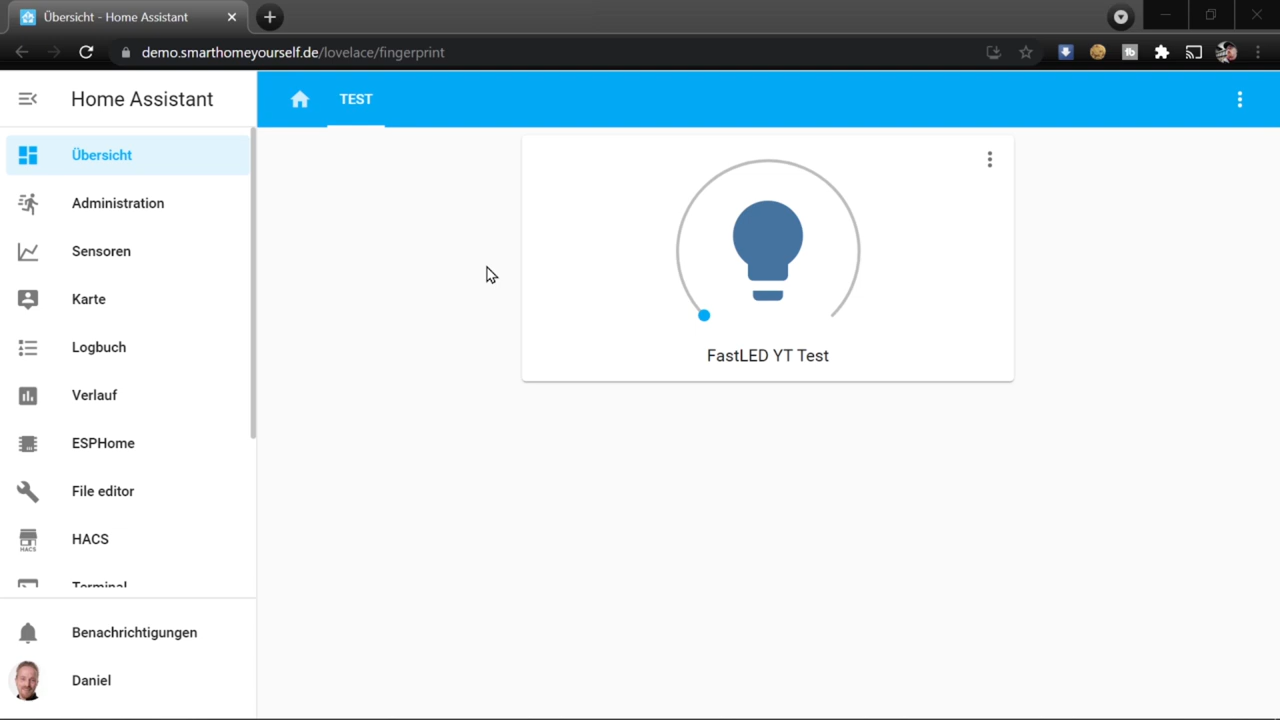 Übersicht - Home Assistant
demo.smarthomeyourself.de/lovelace/fingerprint
Home Assistant
TEST
Übersicht
Administration
Sensoren
Karte
Logbuch
Verlauf
ESPHome
File editor
HACS
HACS
Terminal
Benachrichtigungen
Daniel
FastLED YT Test